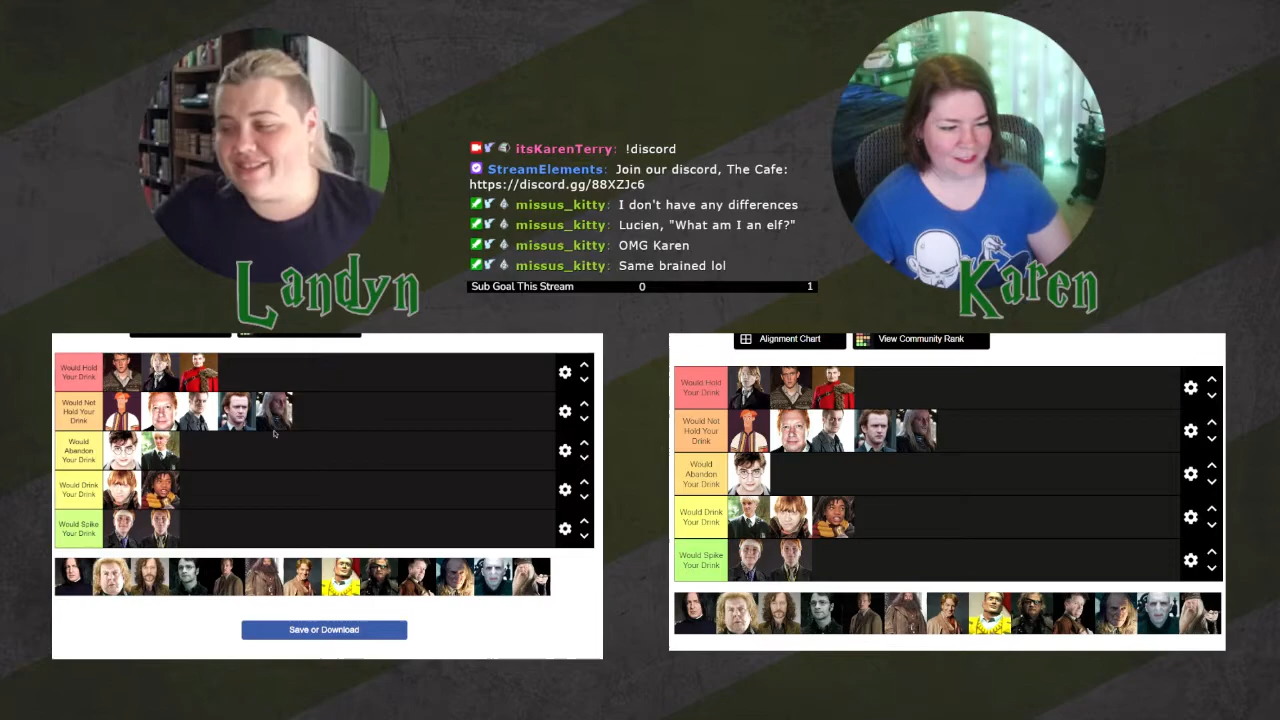 itsKarenTerry: !discord
StreamElements: Join our discord, The Cafe:
https://discord.gg/88XZJc6
missus_kitty: I don't have any differences
missus_kitty: Lucien, "What am I an elf?"
missus_kitty: OMG Karen
missus_kitty: Same brained lol
Sub Goal This Stream 0 1
Landyn
Karen
Would Hold
Your Drink
Would Not
Hold Your
Drink
Would
Abandon
Your Drink
Would Drink
Your Drink
Would Spike
Your Drink
Save or Download
Alignment Chart
View Community Rank
Would Hold
Your Drink
Would Not
Hold Your
Drink
Would
Abandon
Your Drink
Would Drink
Your Drink
Would Spike
Your Drink